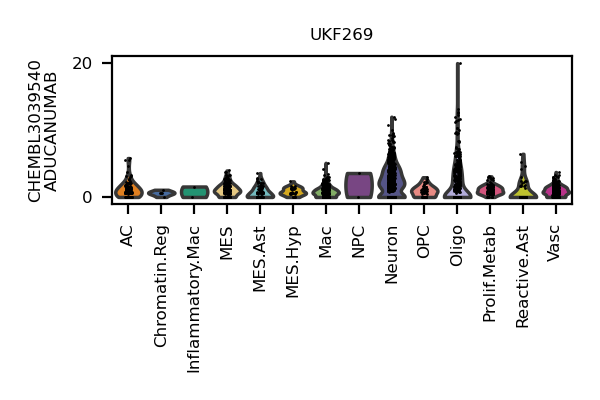 UKF269
CHEMBL3039540
ADUCANUMAB
20
0
AC
Chromatin.Reg
Inflammatory.Mac
MES
MES.Ast
MES.Hyp
Mac
NPC
Neuron
OPC
Oligo
Prolif.Metab
Reactive.Ast
Vasc